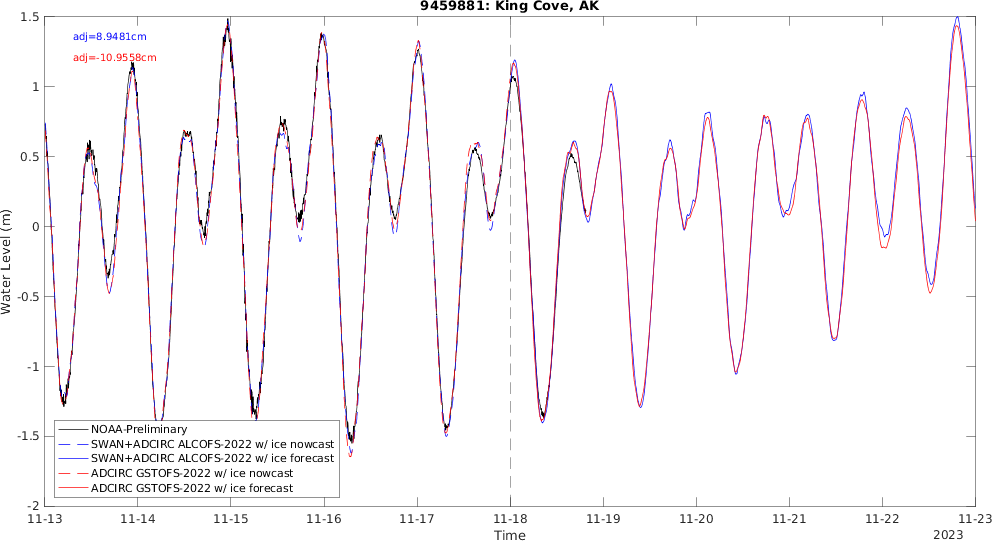 9459881: King Cove, AK
1.5
adj=8.9481cm
adj=-10.9558cm
1
0.5
0
-0.5
-1
-1.5
-2
Water Level (m)
NOAA-Preliminary
SWAN+ADCIRC ALCOFS-2022 w/ ice nowcast
SWAN+ADCIRC ALCOFS-2022 w/ ice forecast
ADCIRC GSTOFS-2022 w/ ice nowcast
ADCIRC GSTOFS-2022 w/ ice forecast
11-13 11-14 11-15 11-16 11-17 11-18 11-19 11-20 11-21 11-22 11-23
Time
2023